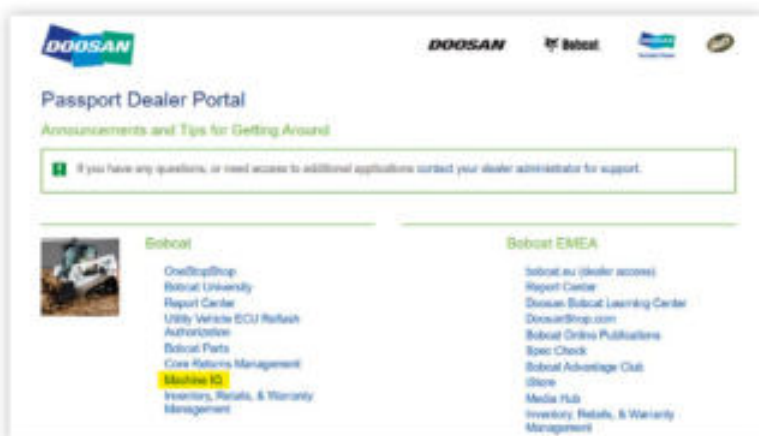 DOOSAN
DOOSAN
Bobcat.
Passport Dealer Portal
Announcements and Tips for Getting Around
If you have any questions, or need access to additional applications contact your dealer administrator for support.
Bobcat
OneStopShop
Bobcat University
Report Center
Utility Vehicle ECU Reflash
Authorization
Bobcat Parts
Core Returns Management
Machine IQ
Inventory, Retails, & Warranty
Management
Bobcat EMEA
bobcat.eu (dealer access)
Report Center
Doosan Bobcat Learning Center
DoosanShop.com
Bobcat Online Publications
Spec Check
Bobcat Advantage Club
iStore
Media Hub
Inventory, Retails, & Warranty
Management